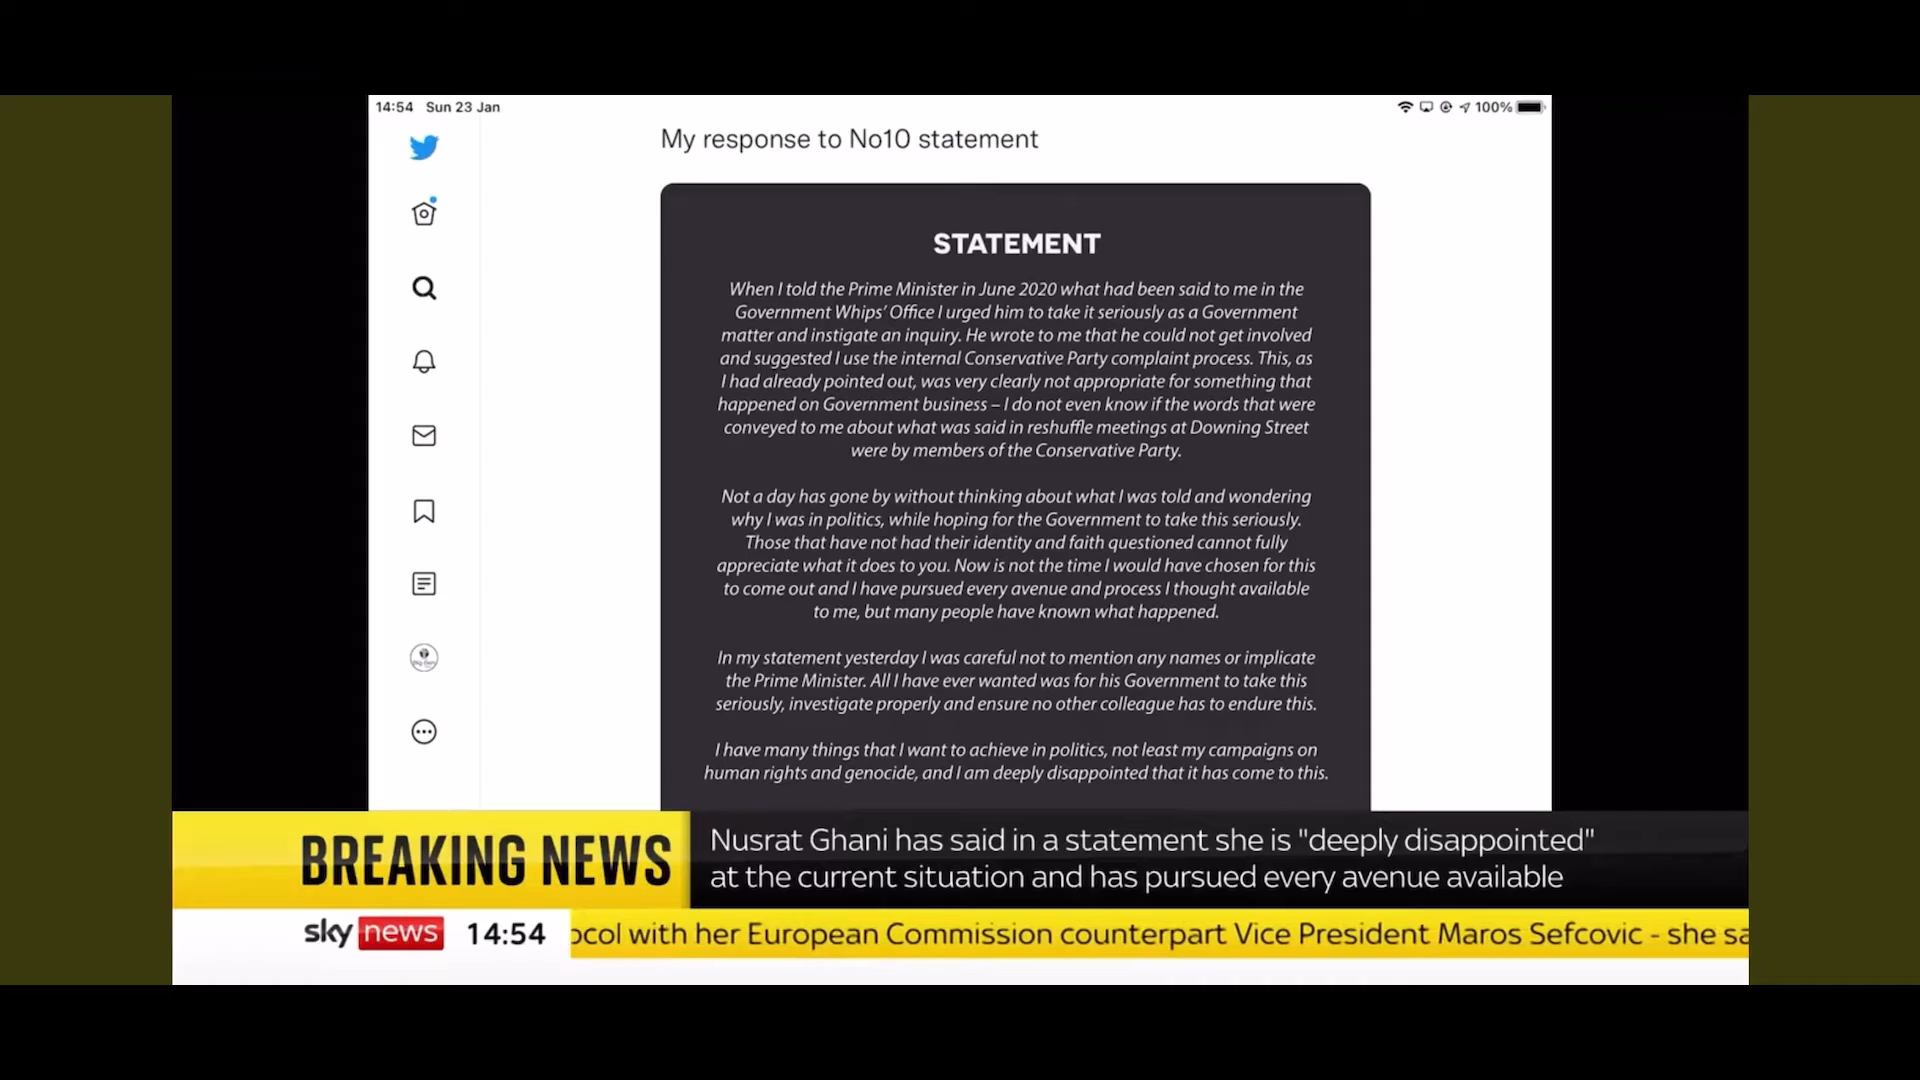 14:54 Sun 23 Jan
100%
My response to No10 statement
STATEMENT
When I told the Prime Minister in June 2020 what had been said to me in the
Government Whips' Office I urged him to take it seriously as a Government
matter and instigate an inquiry. He wrote to me that he could not get involved
and suggested I use the internal Conservative Party complaint process. This, as
I had already pointed out, was very clearly not appropriate for something that
happened on Government business – I do not even know if the words that were
conveyed to me about what was said in reshuffle meetings at Downing Street
were by members of the Conservative Party.
Not a day has gone by without thinking about what I was told and wondering
why I was in politics, while hoping for the Government to take this seriously.
Those that have not had their identity and faith questioned cannot fully
appreciate what it does to you. Now is not the time I would have chosen for this
to come out and I have pursued every avenue and process I thought available
to me, but many people have known what happened.
In my statement yesterday I was careful not to mention any names or implicate
the Prime Minister. All I have ever wanted was for his Government to take this
seriously, investigate properly and ensure no other colleague has to endure this.
I have many things that I want to achieve in politics, not least my campaigns on
human rights and genocide, and I am deeply disappointed that it has come to this.
BREAKING NEWS
Nusrat Ghani has said in a statement she is "deeply disappointed"
at the current situation and has pursued every avenue available
sky news 14:54
ocol with her European Commission counterpart Vice President Maros Sefcovic - she sa